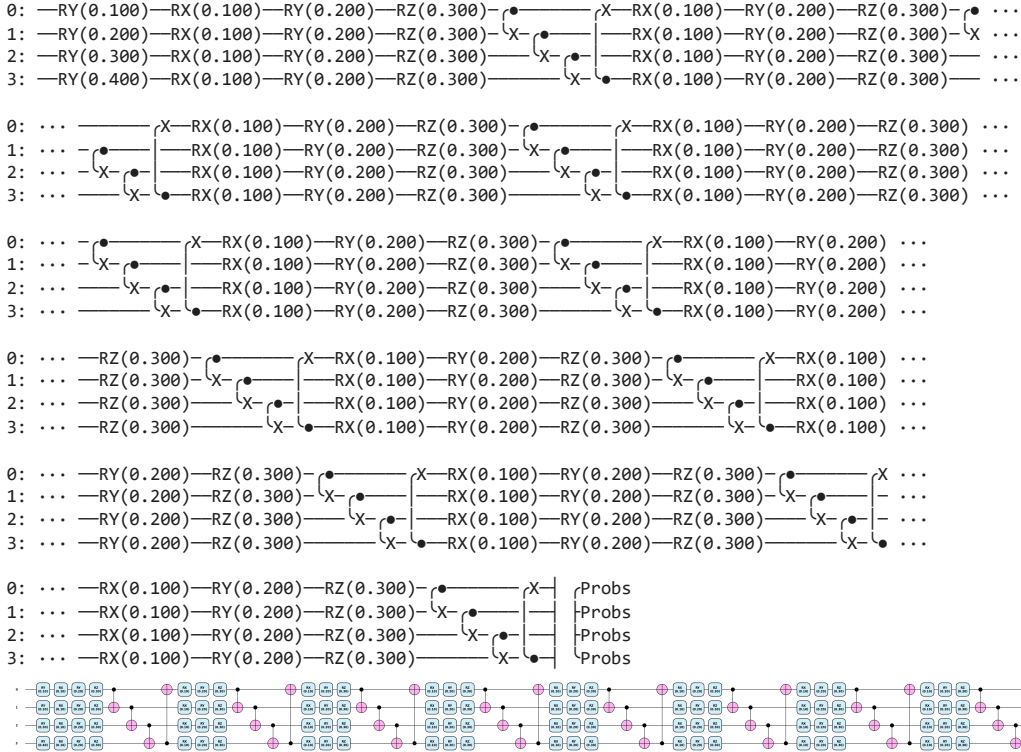 0: ──RY(0.100)──RX(0.100)──RY(0.200)──RZ(0.300)─╭●───────╭X──RX(0.100)──RY(0.200)──RZ(0.300)─╭● ···
1: ──RY(0.200)──RX(0.100)──RY(0.200)──RZ(0.300)─╰X─╭●────│───RX(0.100)──RY(0.200)──RZ(0.300)─╰X ···
2: ──RY(0.300)──RX(0.100)──RY(0.200)──RZ(0.300)────╰X─╭●─│───RX(0.100)──RY(0.200)──RZ(0.300)─── ···
3: ──RY(0.400)──RX(0.100)──RY(0.200)──RZ(0.300)───────╰X─╰●──RX(0.100)──RY(0.200)──RZ(0.300)─── ···
0: ··· ───────╭X──RX(0.100)──RY(0.200)──RZ(0.300)─╭●───────╭X──RX(0.100)──RY(0.200)──RZ(0.300) ···
1: ··· ─╭●────│───RX(0.100)──RY(0.200)──RZ(0.300)─╰X─╭●────│───RX(0.100)──RY(0.200)──RZ(0.300) ···
2: ··· ─╰X─╭●─│───RX(0.100)──RY(0.200)──RZ(0.300)────╰X─╭●─│───RX(0.100)──RY(0.200)──RZ(0.300) ···
3: ··· ────╰X─╰●──RX(0.100)──RY(0.200)──RZ(0.300)───────╰X─╰●──RX(0.100)──RY(0.200)──RZ(0.300) ···
0: ··· ─╭●───────╭X──RX(0.100)──RY(0.200)──RZ(0.300)─╭●───────╭X──RX(0.100)──RY(0.200) ···
1: ··· ─╰X─╭●────│───RX(0.100)──RY(0.200)──RZ(0.300)─╰X─╭●────│───RX(0.100)──RY(0.200) ···
2: ··· ────╰X─╭●─│───RX(0.100)──RY(0.200)──RZ(0.300)────╰X─╭●─│───RX(0.100)──RY(0.200) ···
3: ··· ───────╰X─╰●──RX(0.100)──RY(0.200)──RZ(0.300)───────╰X─╰●──RX(0.100)──RY(0.200) ···
0: ··· ──RZ(0.300)─╭●───────╭X──RX(0.100)──RY(0.200)──RZ(0.300)─╭●───────╭X──RX(0.100) ···
1: ··· ──RZ(0.300)─╰X─╭●────│───RX(0.100)──RY(0.200)──RZ(0.300)─╰X─╭●────│───RX(0.100) ···
2: ··· ──RZ(0.300)────╰X─╭●─│───RX(0.100)──RY(0.200)──RZ(0.300)────╰X─╭●─│───RX(0.100) ···
3: ··· ──RZ(0.300)───────╰X─╰●──RX(0.100)──RY(0.200)──RZ(0.300)───────╰X─╰●──RX(0.100) ···
0: ··· ──RY(0.200)──RZ(0.300)─╭●───────╭X──RX(0.100)──RY(0.200)──RZ(0.300)─╭●───────╭X ···
1: ··· ──RY(0.200)──RZ(0.300)─╰X─╭●────│───RX(0.100)──RY(0.200)──RZ(0.300)─╰X─╭●────│─ ···
2: ··· ──RY(0.200)──RZ(0.300)────╰X─╭●─│───RX(0.100)──RY(0.200)──RZ(0.300)────╰X─╭●─│─ ···
3: ··· ──RY(0.200)──RZ(0.300)───────╰X─╰●──RX(0.100)──RY(0.200)──RZ(0.300)───────╰X─╰● ···
0: ··· ──RX(0.100)──RY(0.200)──RZ(0.300)─╭●───────╭X─┤ ╭Probs
1: ··· ──RX(0.100)──RY(0.200)──RZ(0.300)─╰X─╭●────│──┤ ├Probs
2: ··· ──RX(0.100)──RY(0.200)──RZ(0.300)────╰X─╭●─│──┤ ├Probs
3: ··· ──RX(0.100)──RY(0.200)──RZ(0.300)───────╰X─╰●─┤ ╰Probs